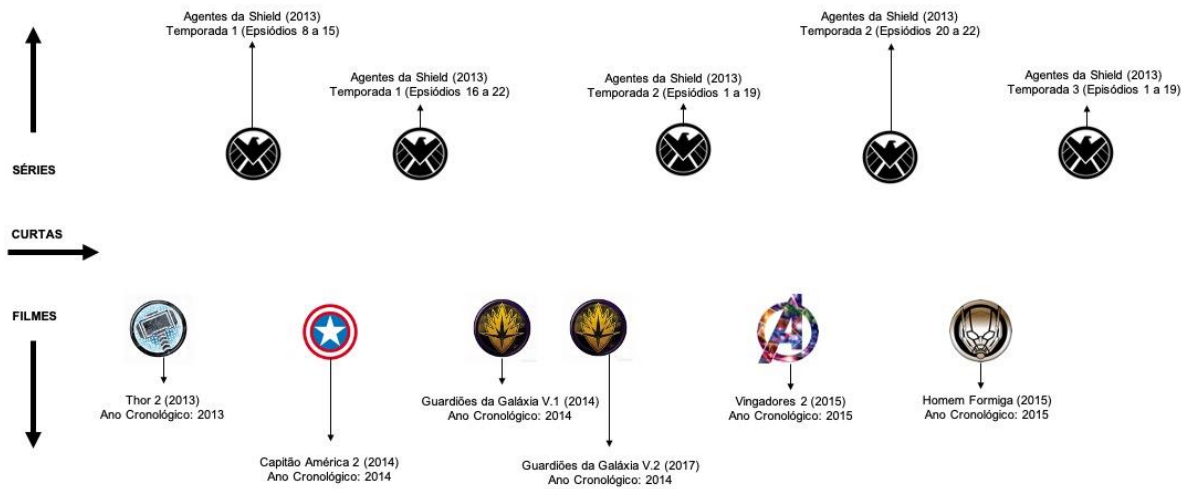 Agentes da Shield (2013)
Temporada 1 (Epsiódios 8 a 15)
Agentes da Shield (2013)
Temporada 1 (Epsiódios 16 a 22)
Agentes da Shield (2013)
Temporada 2 (Epsiódios 1 a 19)
Agentes da Shield (2013)
Temporada 2 (Epsiódios 20 a 22)
Agentes da Shield (2013)
Temporada 3 (Episódios 1 a 19)
SÉRIES
CURTAS
FILMES
Thor 2 (2013)
Ano Cronológico: 2013
Capitão América 2 (2014)
Ano Cronológico: 2014
Guardiões da Galáxia V.1 (2014)
Ano Cronológico: 2014
Guardiões da Galáxia V.2 (2017)
Ano Cronológico: 2014
Vingadores 2 (2015)
Ano Cronológico: 2015
Homem Formiga (2015)
Ano Cronológico: 2015